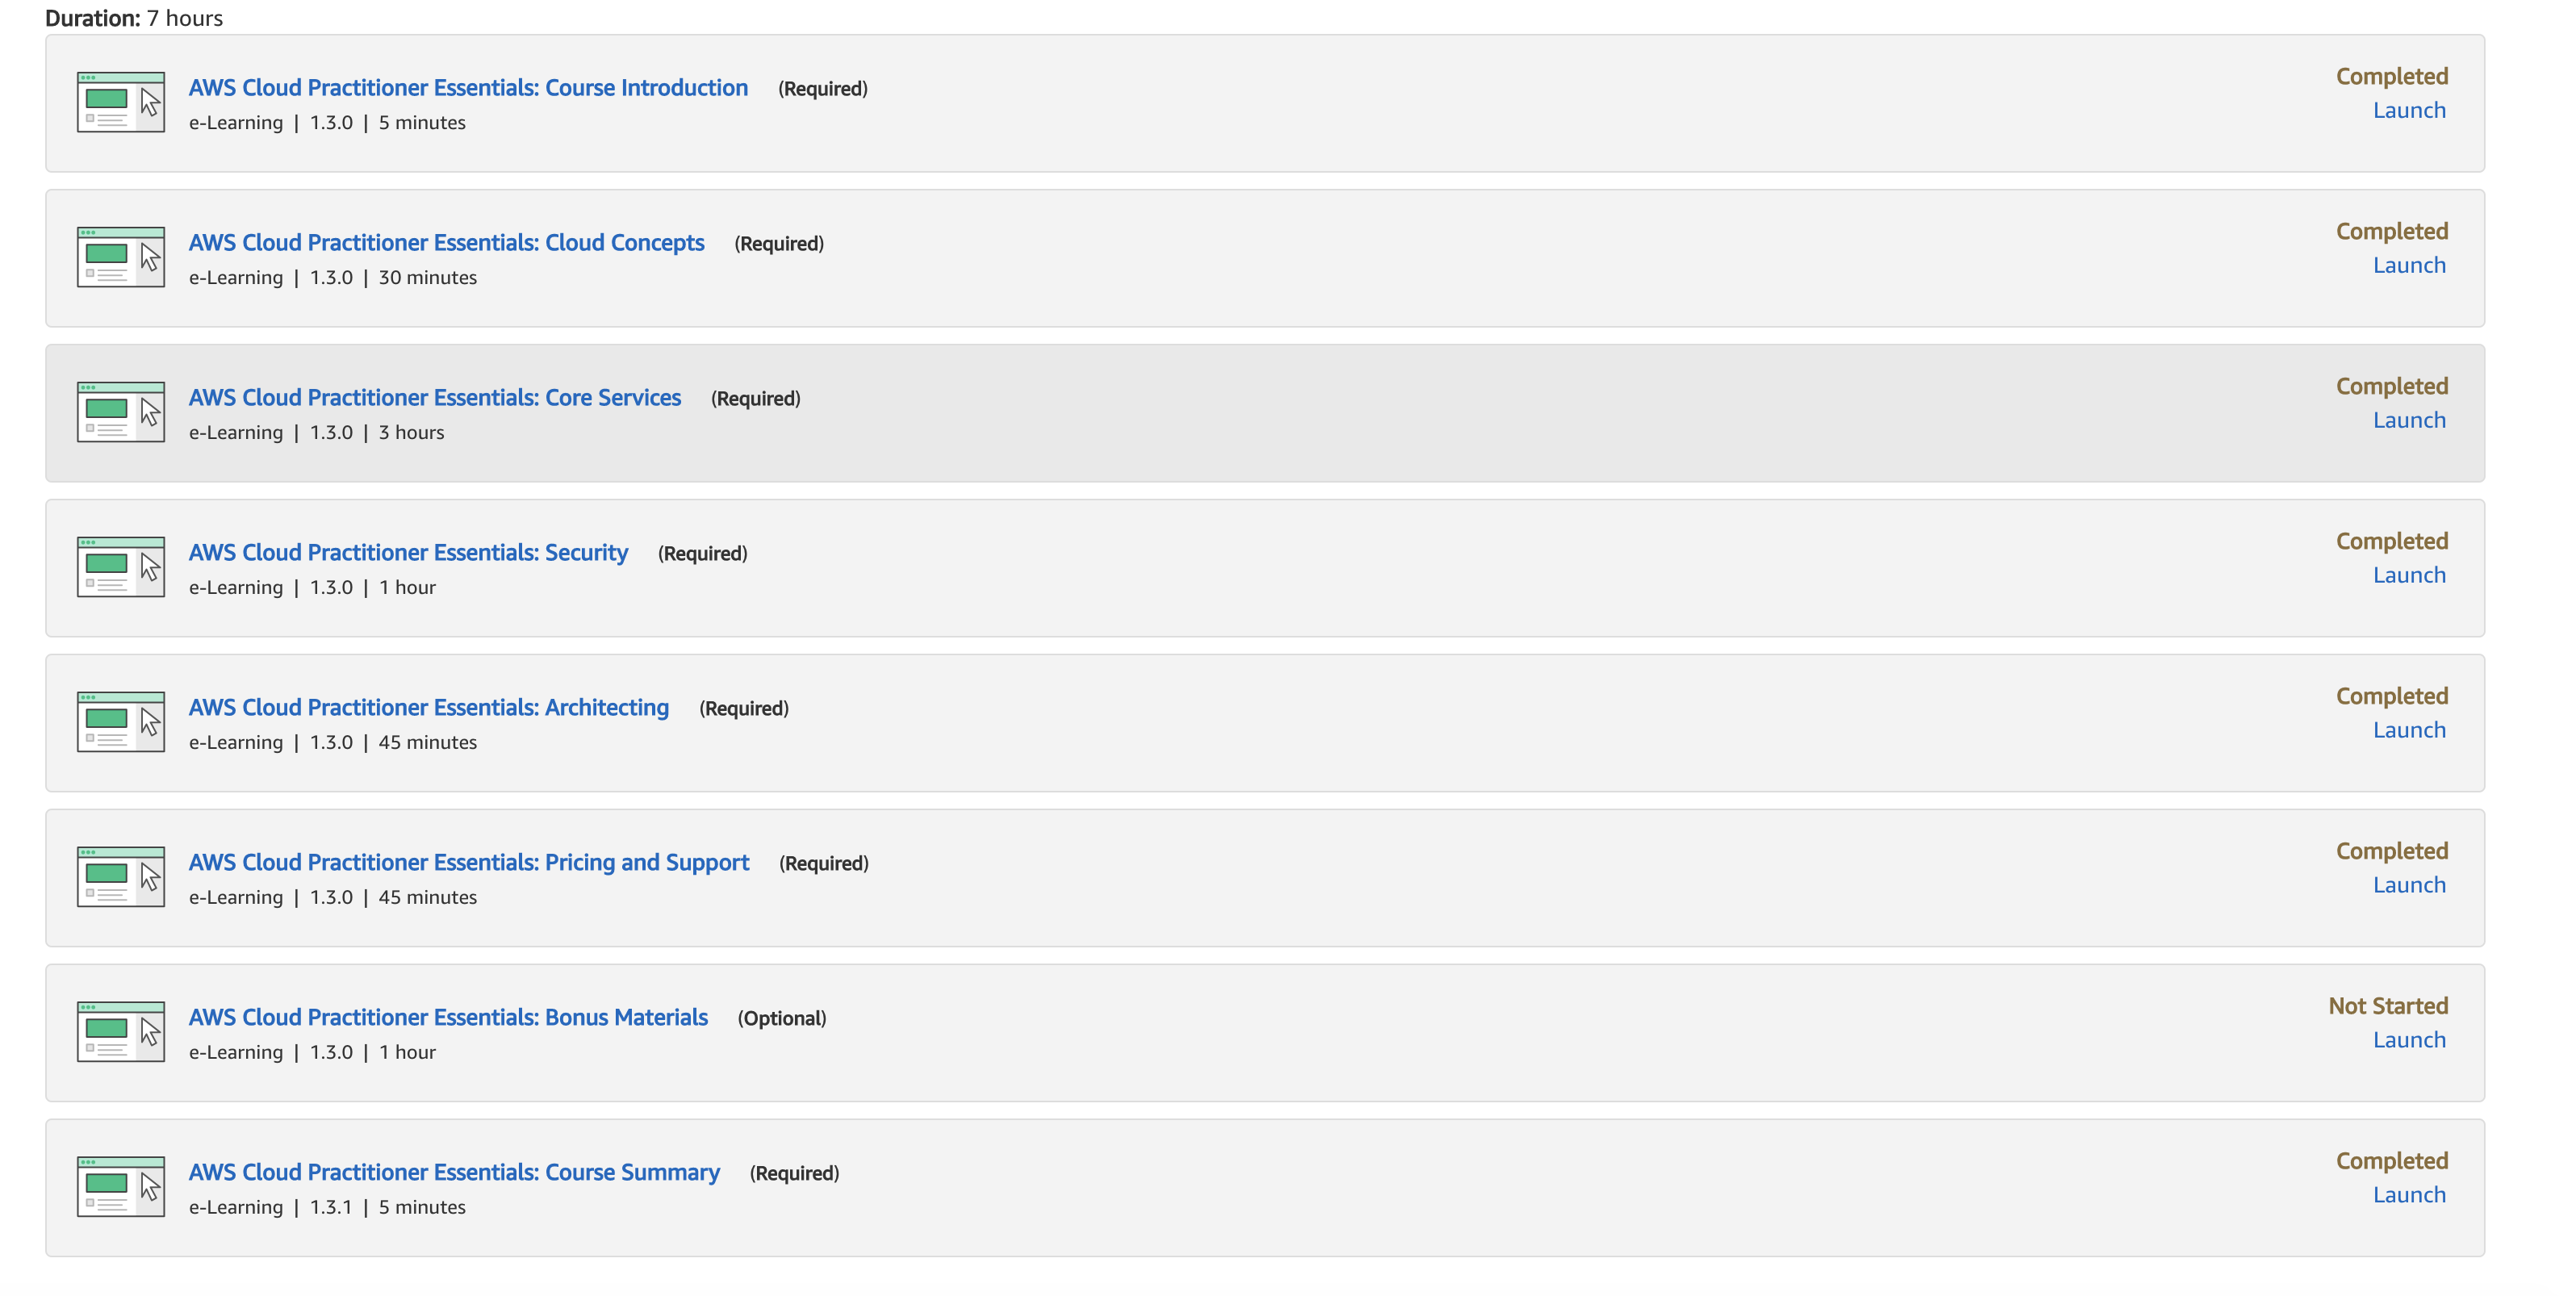 Duration: 7 hours
AWS Cloud Practitioner Essentials: Course Introduction (Required)
Completed
e-Learning | 1.3.0 | 5 minutes
Launch
AWS Cloud Practitioner Essentials: Cloud Concepts (Required)
Completed
e-Learning | 1.3.0 | 30 minutes
Launch
AWS Cloud Practitioner Essentials: Core Services (Required)
Completed
e-Learning | 1.3.0 | 3 hours
Launch
AWS Cloud Practitioner Essentials: Security (Required)
Completed
e-Learning | 1.3.0 | 1 hour
Launch
AWS Cloud Practitioner Essentials: Architecting (Required)
Completed
e-Learning | 1.3.0 | 45 minutes
Launch
AWS Cloud Practitioner Essentials: Pricing and Support (Required)
Completed
e-Learning | 1.3.0 | 45 minutes
Launch
AWS Cloud Practitioner Essentials: Bonus Materials (Optional)
Not Started
e-Learning | 1.3.0 | 1 hour
Launch
AWS Cloud Practitioner Essentials: Course Summary (Required)
Completed
e-Learning | 1.3.1 | 5 minutes
Launch